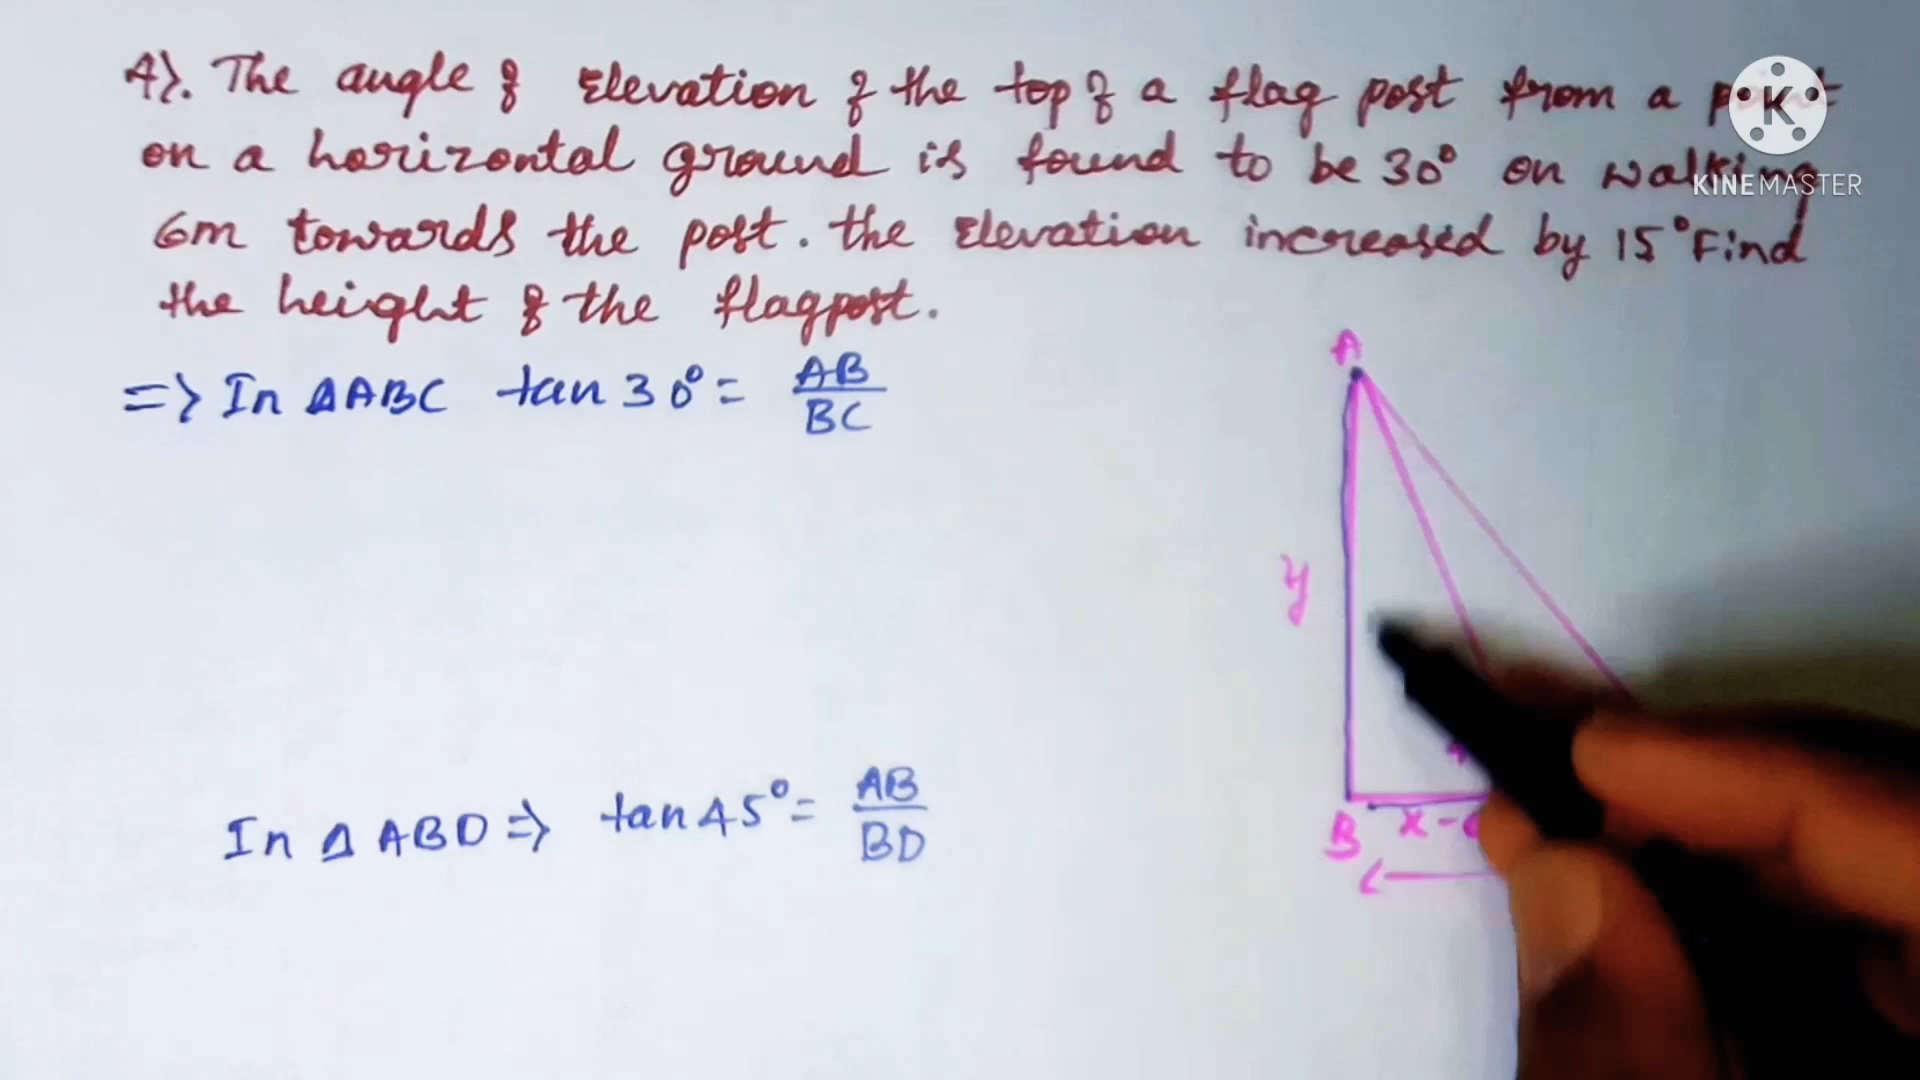 4). The angle of Elevation of the top of a flag post from a
on a horizontal ground is found to be 30° on walking
6m towards the post. the Elevation increased by 15° Find
the height of the flagpost.
=> In ΔABC tan 30° = AB/BC
In Δ ABD => tan 45° = AB/BD
A
y
B
x -
K
KINEMASTER